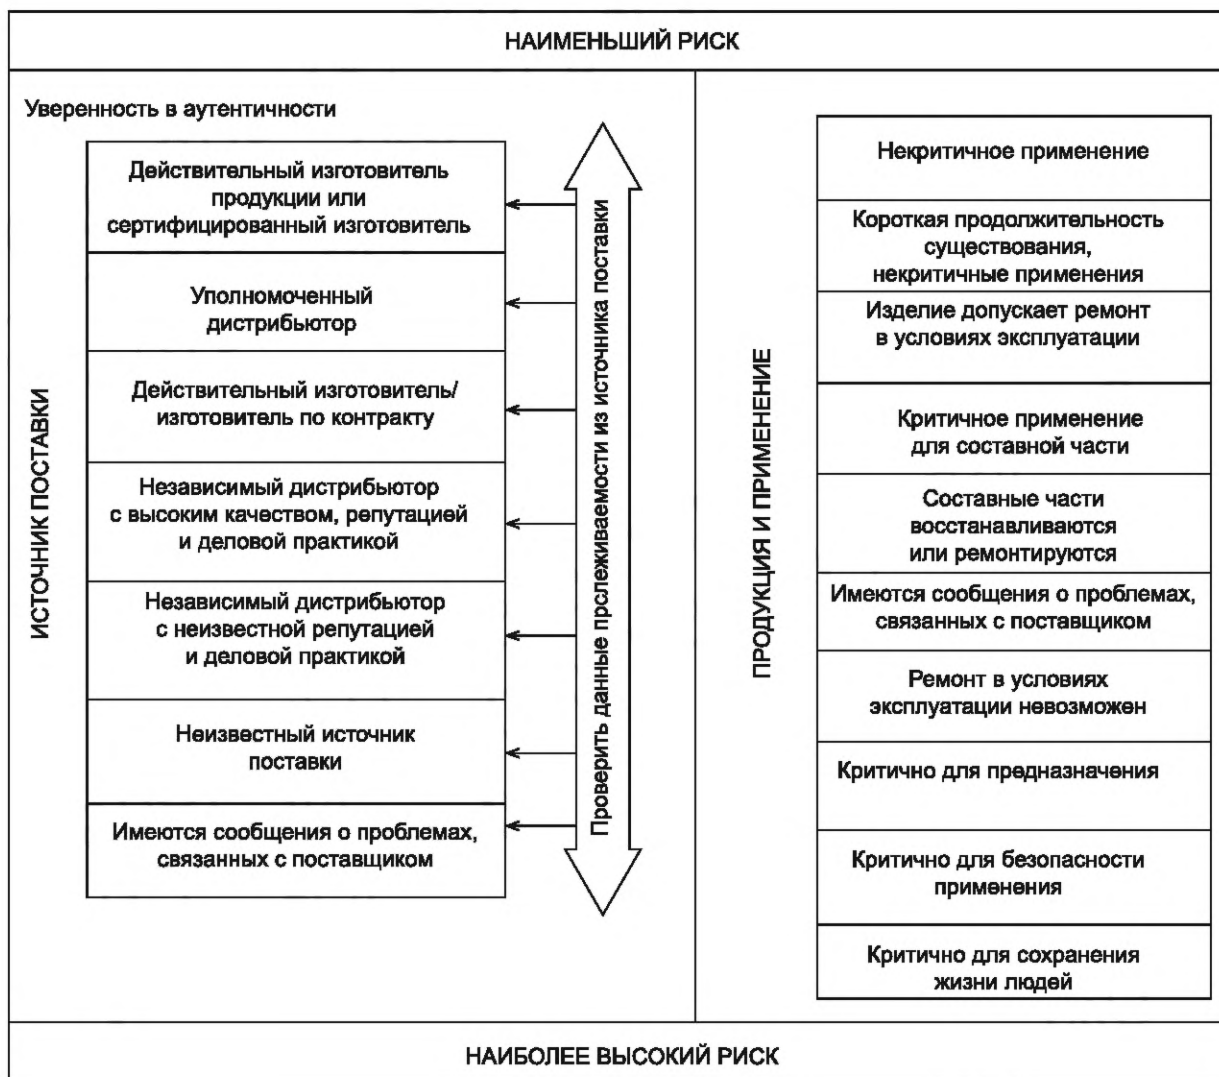 НАИМЕНЬШИЙ РИСК
Уверенность в аутентичности
ИСТОЧНИК ПОСТАВКИ
Действительный изготовитель
продукции или
сертифицированный изготовитель
Уполномоченный
дистрибьютор
Действительный изготовитель/
изготовитель по контракту
Независимый дистрибьютор
с высоким качеством, репутацией
и деловой практикой
Независимый дистрибьютор
с неизвестной репутацией
и деловой практикой
Неизвестный источник
поставки
Имеются сообщения о проблемах,
связанных с поставщиком
Проверить данные прслеживаемости из источника поставки
ПРОДУКЦИЯ И ПРИМЕНЕНИЕ
Некритичное применение
Короткая продолжительность
существования,
некритичные применения
Изделие допускает ремонт
в условиях эксплуатации
Критичное применение
для составной части
Составные части
восстанавливаются
или ремонтируются
Имеются сообщения о проблемах,
связанных с поставщиком
Ремонт в условиях
эксплуатации невозможен
Критично для предназначения
Критично для безопасности
применения
Критично для сохранения
жизни людей
НАИБОЛЕЕ ВЫСОКИЙ РИСК